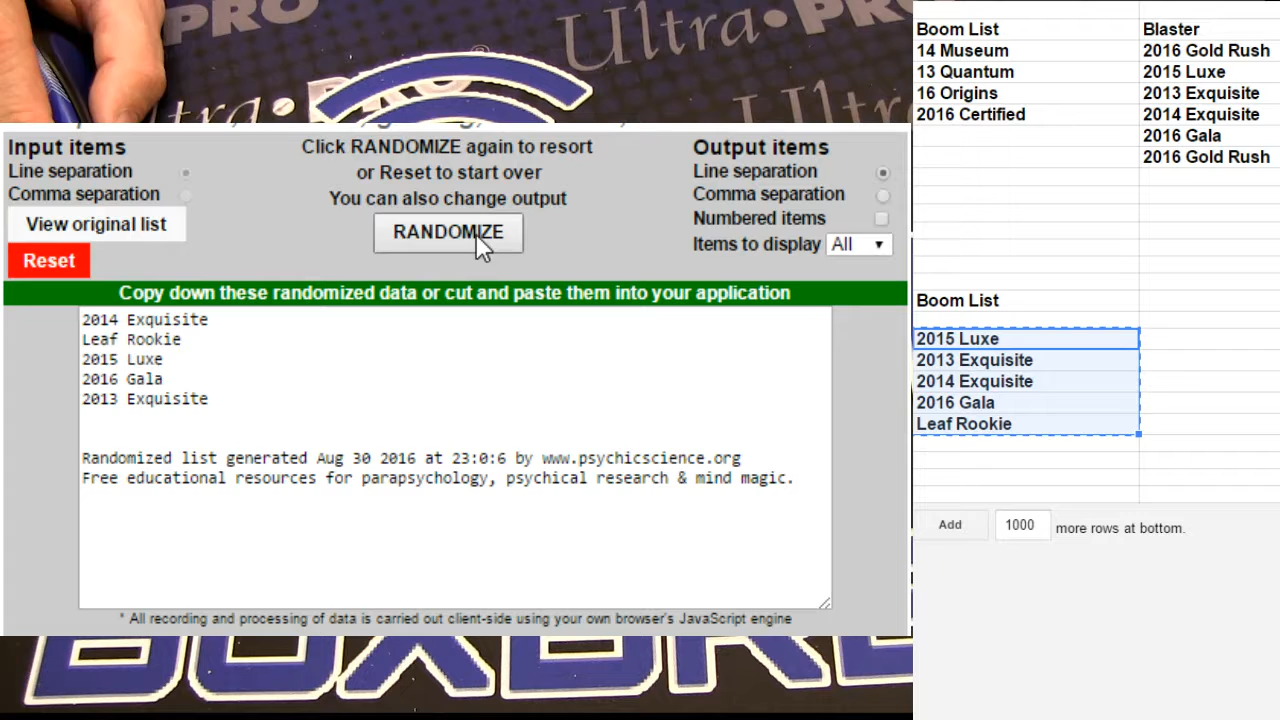 Ultra•PRO
Ultra•PRO
Ultra
Input items
Line separation
Comma separation
View original list
Reset
Click RANDOMIZE again to resort
or Reset to start over
You can also change output
RANDOMIZE
Output items
Line separation
Comma separation
Numbered items
Items to display All
Copy down these randomized data or cut and paste them into your application
2014 Exquisite
Leaf Rookie
2015 Luxe
2016 Gala
2013 Exquisite
Randomized list generated Aug 30 2016 at 23:0:6 by www.psychicscience.org
Free educational resources for parapsychology, psychical research & mind magic.
* All recording and processing of data is carried out client-side using your own browser's JavaScript engine
BOXBRE
Boom List Blaster
14 Museum 2016 Gold Rush
13 Quantum 2015 Luxe
16 Origins 2013 Exquisite
2016 Certified 2014 Exquisite
2016 Gala
2016 Gold Rush
Boom List
2015 Luxe
2013 Exquisite
2014 Exquisite
2016 Gala
Leaf Rookie
Add 1000 more rows at bottom.